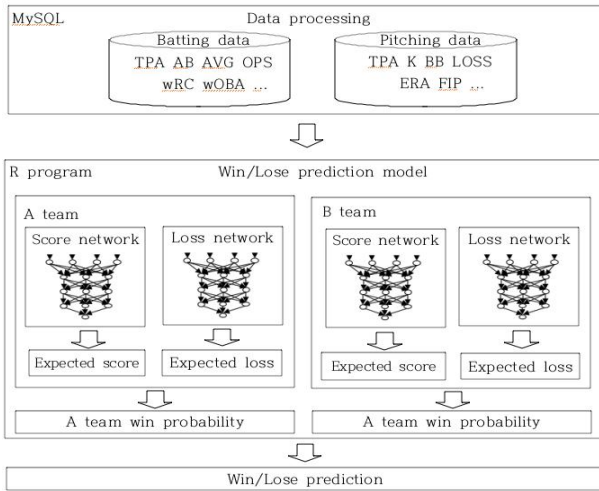 MySQL
Data processing
Batting data
TPA AB AVG OPS
wRC wOBA ...
Pitching data
TPA K BB LOSS
ERA FIP ...
R program
Win/Lose prediction model
A team
Score network
Loss network
Expected score
Expected loss
B team
Score network
Loss network
Expected score
Expected loss
A team win probability
A team win probability
Win/Lose prediction